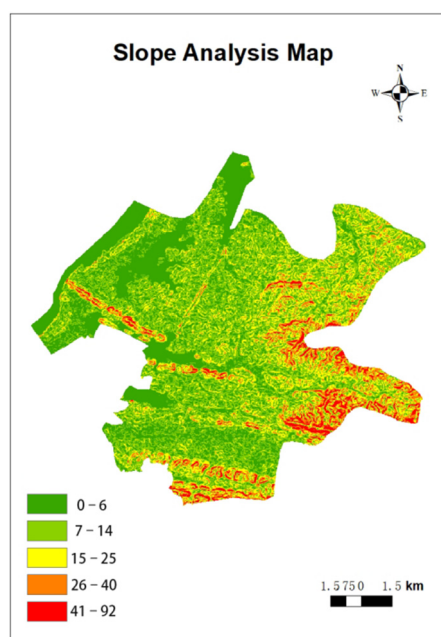 Slope Analysis Map
N
W E
S
0 – 6
7 – 14
15 – 25
26 – 40
41 – 92
1.5750 1.5 km